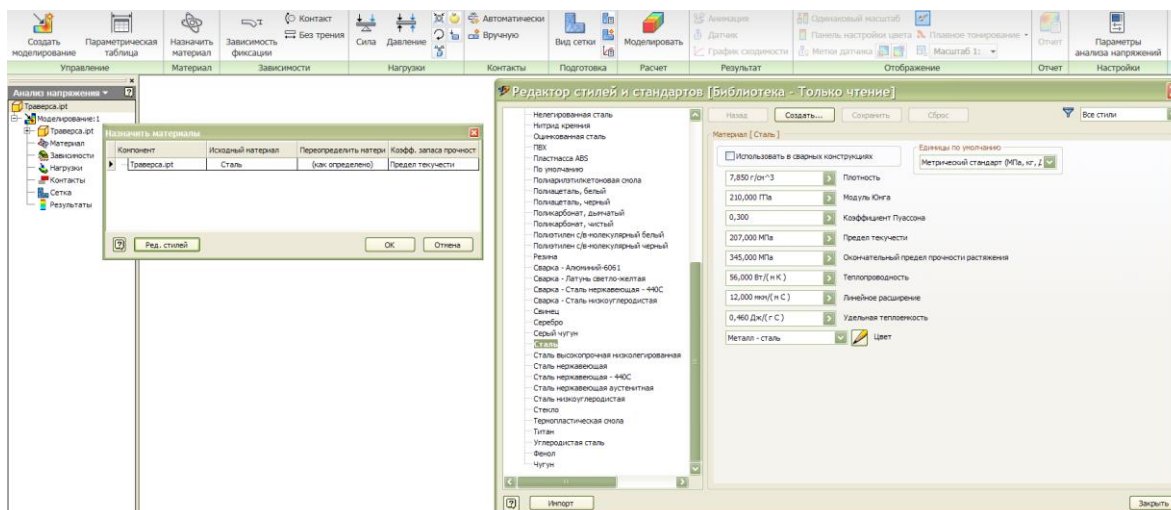 Создать моделирование
Параметрическая таблица
Назначить материал
Зависимость фиксации
Контакт
Без трения
Сила
Давление
Автоматически
Вручную
Вид сетки
Моделировать
Анимация
Датчик
График сходимости
Одинаковый масштаб
Панель настройки цвета
Плавное тонирование
Метки датчика
Масштаб 1:
Отчет
Параметры анализа напряжений
Управление
Материал
Зависимости
Нагрузки
Контакты
Подготовка
Расчет
Результат
Отображение
Отчет
Настройки
Анализ напряжения
Траверса.ipt
Моделирование:1
Траверса.ipt
Материал
Зависимости
Нагрузки
Контакты
Сетка
Результаты
Назначить материалы
Компонент
Исходный материал
Переопределить матери
Коэфф. запаса прочност
Траверса.ipt
Сталь
(как определено)
Предел текучести
Ред. стилей
ОК
Отмена
Редактор стилей и стандартов [Библиотека - Только чтение]
Нелегированная сталь
Нитрид кремния
Оцинкованная сталь
ПВХ
Пластмасса ABS
По умолчанию
Полиарилэтилкетоновая смола
Полиацеталь, белый
Полиацеталь, черный
Поликарбонат, дымчатый
Поликарбонат, чистый
Полиэтилен с/в-молекулярный белый
Полиэтилен с/в-молекулярный черный
Резина
Сварка - Алюминий-6061
Сварка - Латунь светло-желтая
Сварка - Сталь нержавеющая - 440C
Сварка - Сталь низкоуглеродистая
Свинец
Серебро
Серый чугун
Сталь
Сталь высокопрочная низколегированная
Сталь нержавеющая
Сталь нержавеющая - 440C
Сталь нержавеющая аустенитная
Сталь низкоуглеродистая
Стекло
Термопластическая смола
Титан
Углеродистая сталь
Фенол
Чугун
Импорт
Назад
Создать...
Сохранить
Сброс
Все стили
Материал [ Сталь ]
Использовать в сварных конструкциях
Единицы по умолчанию
Метрический стандарт (МПа, кг, Д
7,850 г/см^3
Плотность
210,000 ГПа
Модуль Юнга
0,300
Коэффициент Пуассона
207,000 МПа
Предел текучести
345,000 МПа
Окончательный предел прочности растяжения
56,000 Вт/( м К )
Теплопроводность
12,000 мкм/( м С )
Линейное расширение
0,460 Дж/( г С )
Удельная теплоемкость
Металл - сталь
Цвет
Закрыть